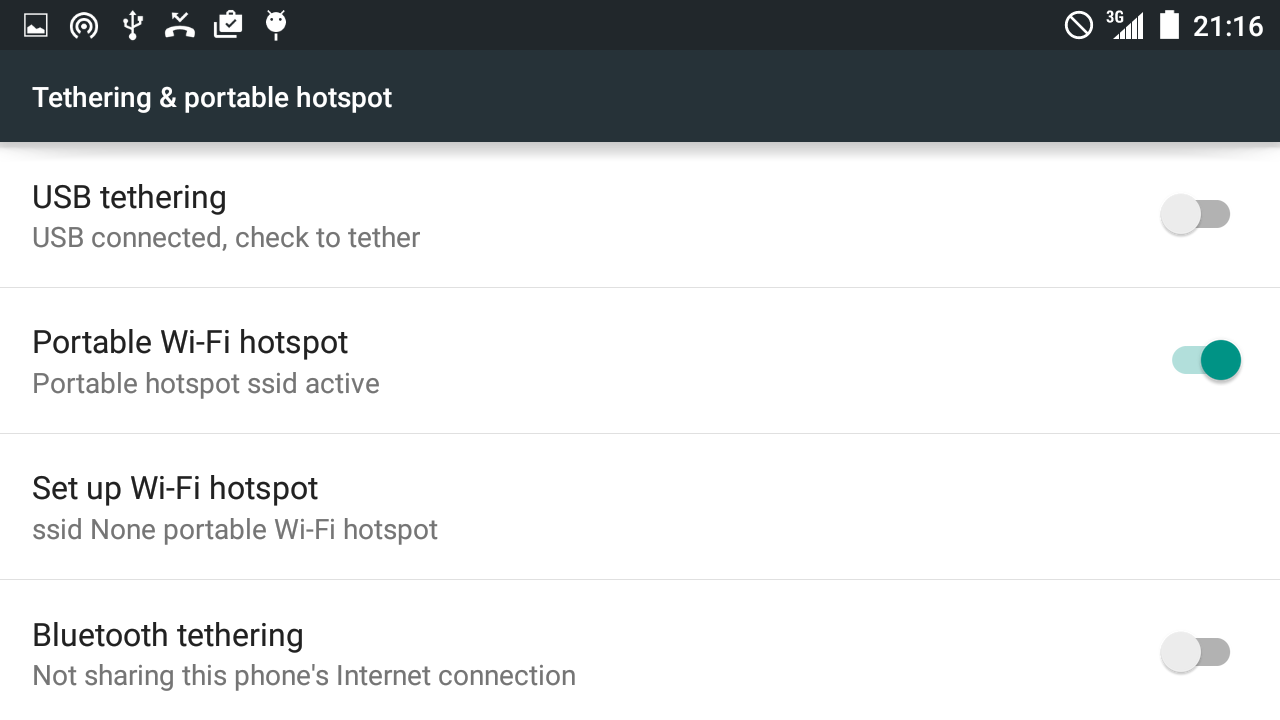 3G 21:16
Tethering & portable hotspot
USB tethering
USB connected, check to tether
Portable Wi-Fi hotspot
Portable hotspot ssid active
Set up Wi-Fi hotspot
ssid None portable Wi-Fi hotspot
Bluetooth tethering
Not sharing this phone's Internet connection